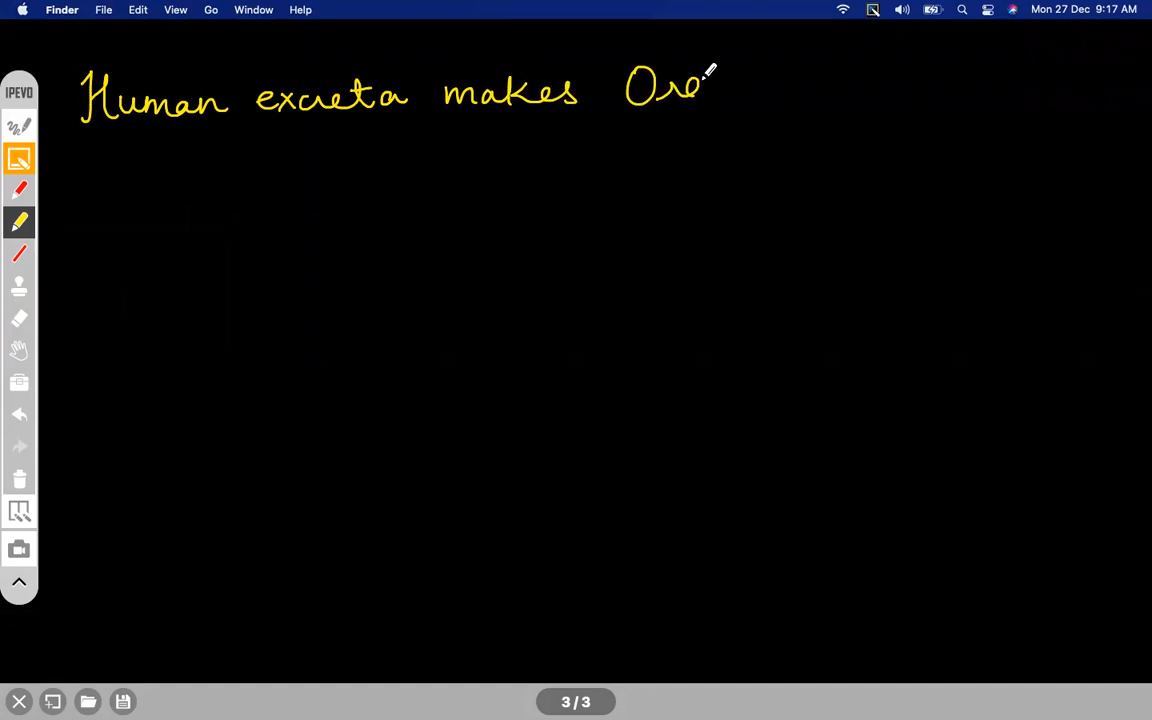 Finder File Edit View Go Window Help Mon 27 Dec 9:17 AM
IPEVO
Human excreta makes Ore
3/3